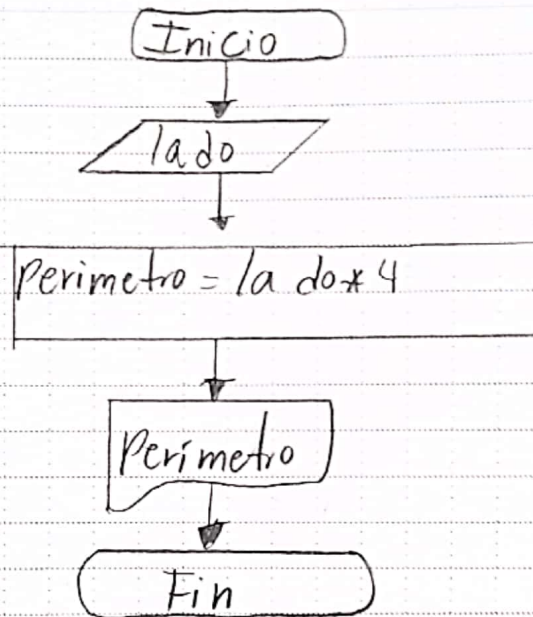 Inicio
lado
Perimetro = lado * 4
Perimetro
Fin